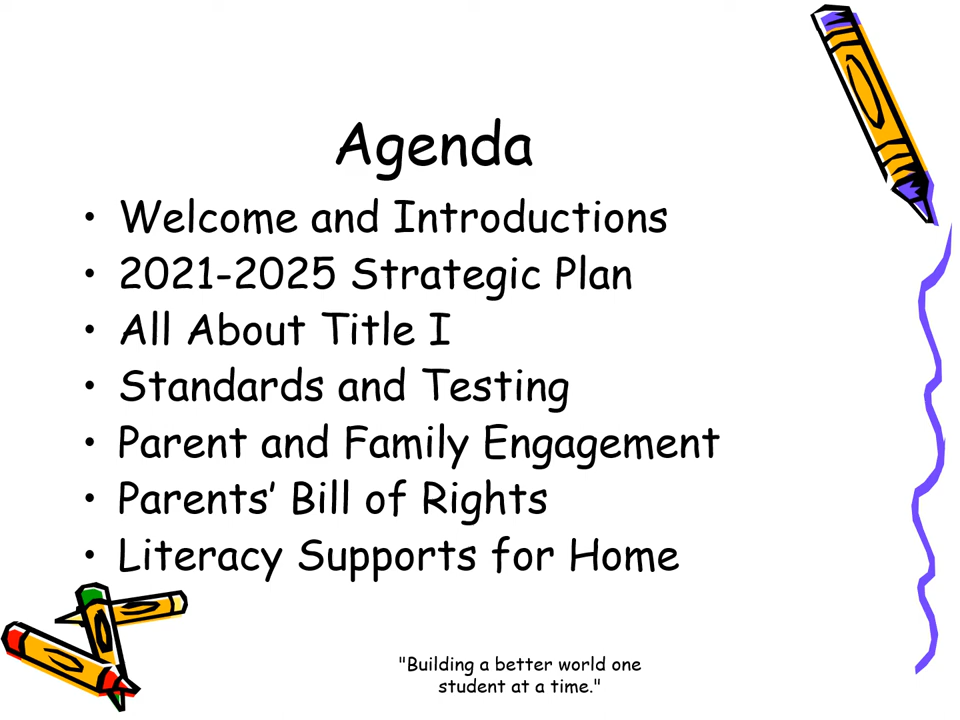 Agenda
• Welcome and Introductions
• 2021-2025 Strategic Plan
• All About Title I
• Standards and Testing
• Parent and Family Engagement
• Parents’ Bill of Rights
• Literacy Supports for Home
"Building a better world one
student at a time."